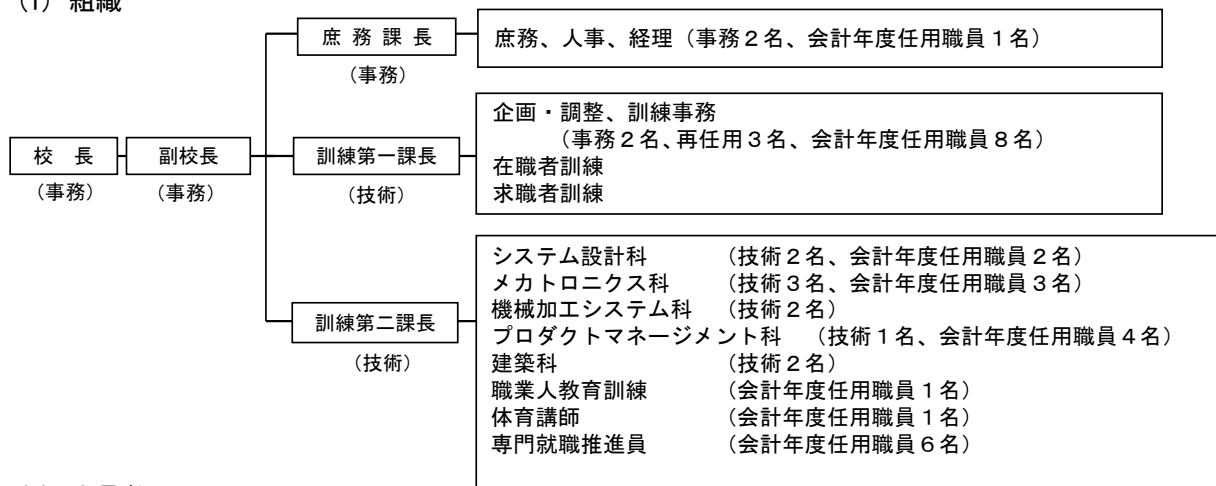 (1) 組織
庶 務 課 長
(事務)
庶務、人事、経理(事務2名、会計年度任用職員1名)
校 長
(事務)
副校長
(事務)
訓練第一課長
(技術)
企画・調整、訓練事務
(事務2名、再任用3名、会計年度任用職員8名)
在職者訓練
求職者訓練
訓練第二課長
(技術)
システム設計科 (技術2名、会計年度任用職員2名)
メカトロニクス科 (技術3名、会計年度任用職員3名)
機械加工システム科 (技術2名)
プロダクトマネージメント科 (技術1名、会計年度任用職員4名)
建築科 (技術2名)
職業人教育訓練 (会計年度任用職員1名)
体育講師 (会計年度任用職員1名)
専門就職推進員 (会計年度任用職員6名)